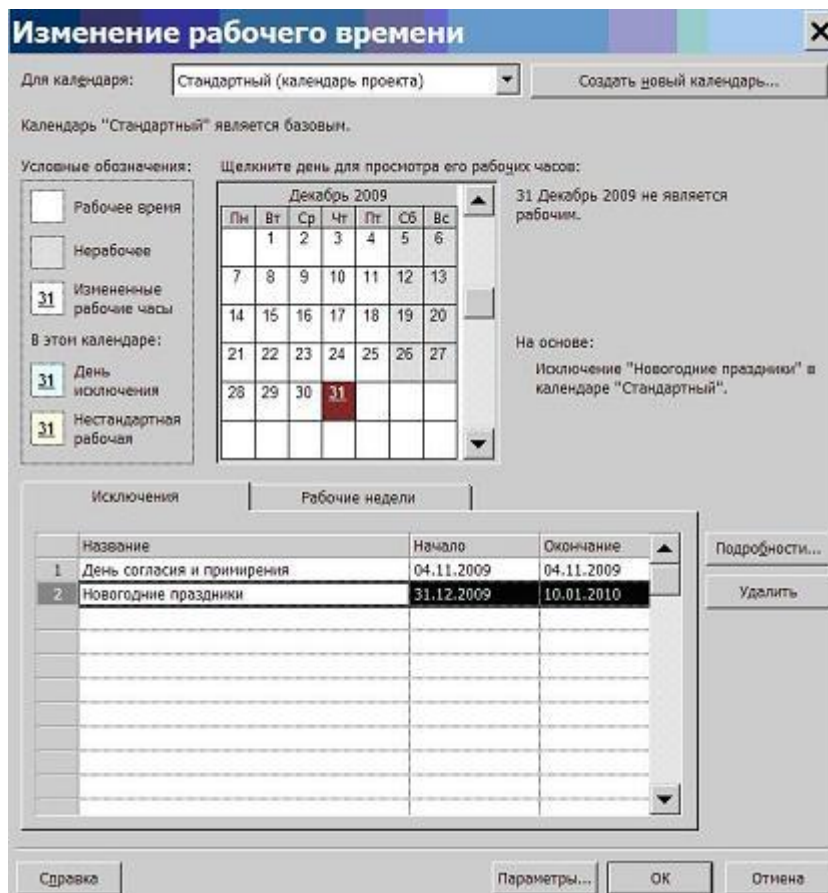 Изменение рабочего времени
Для календаря: Стандартный (календарь проекта) Создать новый календарь...
Календарь "Стандартный" является базовым.
Условные обозначения:
Рабочее время
Нерабочее
31 Измененные
рабочие часы
В этом календаре:
31 День
исключения
31 Нестандартная
рабочая
Щелкните день для просмотра его рабочих часов:
Декабрь 2009
Пн Вт Ср Чт Пт Сб Вс
1 2 3 4 5 6
7 8 9 10 11 12 13
14 15 16 17 18 19 20
21 22 23 24 25 26 27
28 29 30 31
31 Декабрь 2009 не является
рабочим.
На основе:
Исключение "Новогодние праздники" в
календаре "Стандартный".
Исключения Рабочие недели
Название Начало Окончание
1 День согласия и примирения 04.11.2009 04.11.2009
2 Новогодние праздники 31.12.2009 10.01.2010
Подробности...
Удалить
Справка Параметры... ОК Отмена